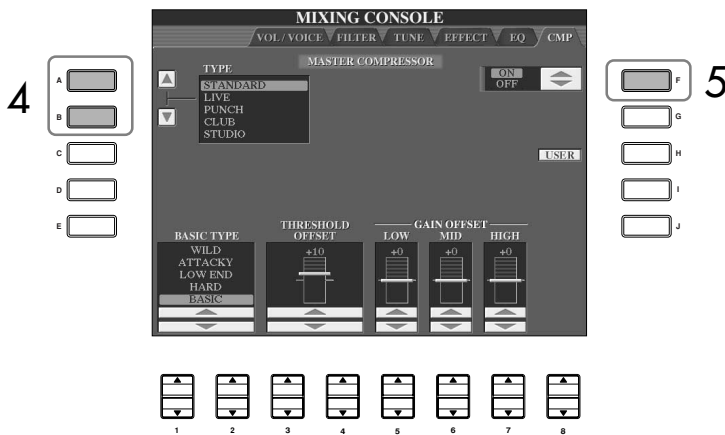 MIXING CONSOLE
VOL / VOICE FILTER TUNE EFFECT EQ CMP
MASTER COMPRESSOR
TYPE
STANDARD
LIVE
PUNCH
CLUB
STUDIO
ON
OFF
USER
4
A
B
C
D
E
F
G
H
I
J
5
BASIC TYPE
WILD
ATTACKY
LOW END
HARD
BASIC
THRESHOLD
OFFSET
+10
GAIN OFFSET
LOW MID HIGH
+0 +0 +0
1 2 3 4 5 6 7 8